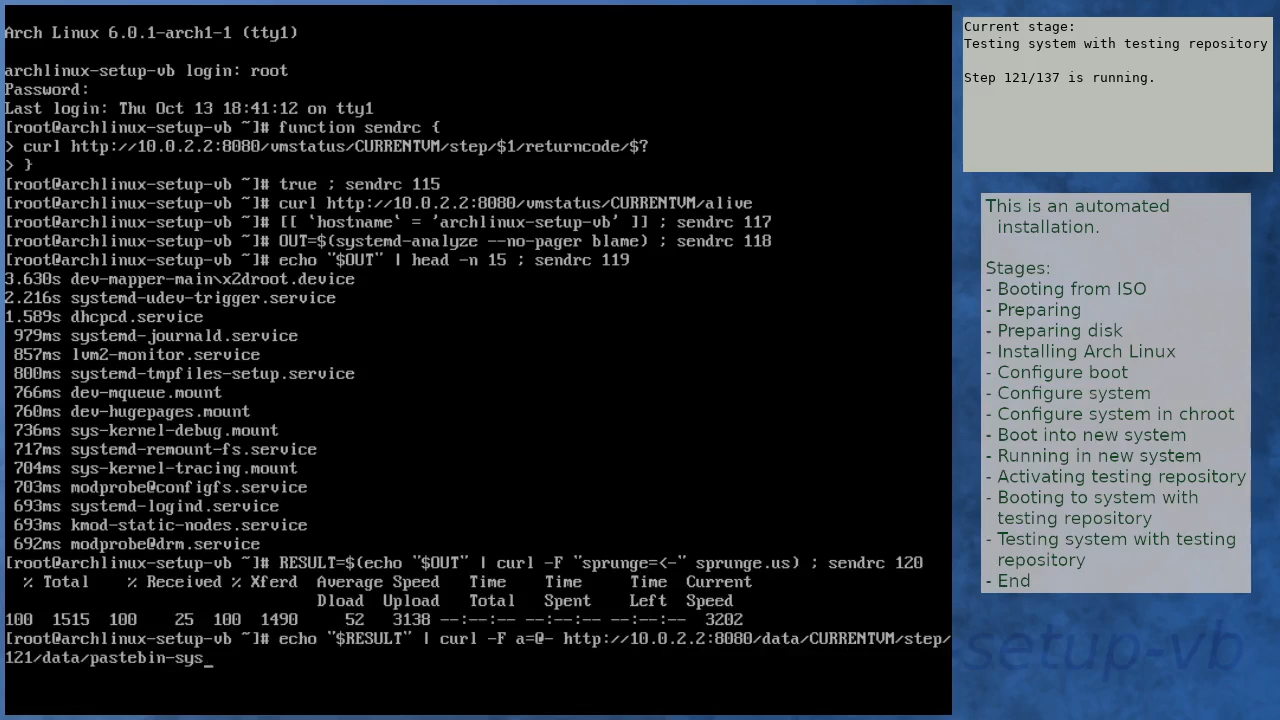 Arch Linux 6.0.1-arch1-1 (tty1)
archlinux-setup-vb login: root
Password:
Last login: Thu Oct 13 18:41:12 on tty1
[root@archlinux-setup-vb ~]# function sendrc {
> curl http://10.0.2.2:8080/vmstatus/CURRENTVM/step/$1/returncode/$?
> }
[root@archlinux-setup-vb ~]# true ; sendrc 115
[root@archlinux-setup-vb ~]# curl http://10.0.2.2:8080/vmstatus/CURRENTVM/alive
[root@archlinux-setup-vb ~]# [[ `hostname` = 'archlinux-setup-vb' ]] ; sendrc 117
[root@archlinux-setup-vb ~]# OUT=$(systemd-analyze --no-pager blame) ; sendrc 118
[root@archlinux-setup-vb ~]# echo "$OUT" | head -n 15 ; sendrc 119
3.630s dev-mapper-main\x2droot.device
2.216s systemd-udev-trigger.service
1.589s dhcpcd.service
979ms systemd-journald.service
857ms lvm2-monitor.service
800ms systemd-tmpfiles-setup.service
766ms dev-mqueue.mount
760ms dev-hugepages.mount
736ms sys-kernel-debug.mount
717ms systemd-remount-fs.service
704ms sys-kernel-tracing.mount
703ms modprobe@configfs.service
693ms systemd-logind.service
693ms kmod-static-nodes.service
692ms modprobe@drm.service
[root@archlinux-setup-vb ~]# RESULT=$(echo "$OUT" | curl -F "sprunge=<-" sprunge.us) ; sendrc 120
% Total % Received % Xferd Average Speed Time Time Time Current
Dload Upload Total Spent Left Speed
100 1515 100 25 100 1490 52 3138 --:--:-- --:--:-- --:--:-- 3202
[root@archlinux-setup-vb ~]# echo "$RESULT" | curl -F a=@- http://10.0.2.2:8080/data/CURRENTVM/step/
121/data/pastebin-sys_
Current stage:
Testing system with testing repository
Step 121/137 is running.
This is an automated
installation.
Stages:
- Booting from ISO
- Preparing
- Preparing disk
- Installing Arch Linux
- Configure boot
- Configure system
- Configure system in chroot
- Boot into new system
- Running in new system
- Activating testing repository
- Booting to system with
testing repository
- Testing system with testing
repository
- End
setup-vb